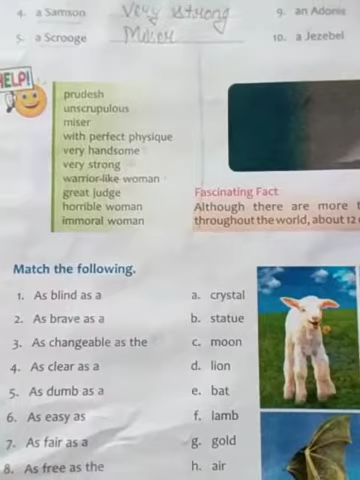 4. a Samson Very strong 9. an Adonis
5. a Scrooge Miser 10. a Jezebel
HELP!
prudesh
unscrupulous
miser
with perfect physique
very handsome
very strong
warrior-like woman
great judge
horrible woman
immoral woman
Fascinating Fact
Although there are more
throughout the world, about 12
Match the following.
1. As blind as a a. crystal
2. As brave as a b. statue
3. As changeable as the c. moon
4. As clear as a d. lion
5. As dumb as a e. bat
6. As easy as f. lamb
7. As fair as a g. gold
8. As free as the h. air